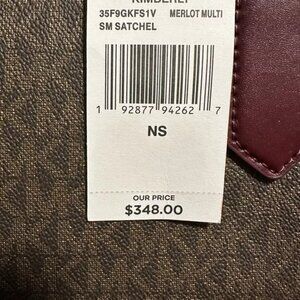 KIMBERLY
35F9GKFS1V MERLOT MULTI
SM SATCHEL
1 92877 94262 7
NS
OUR PRICE
$348.00